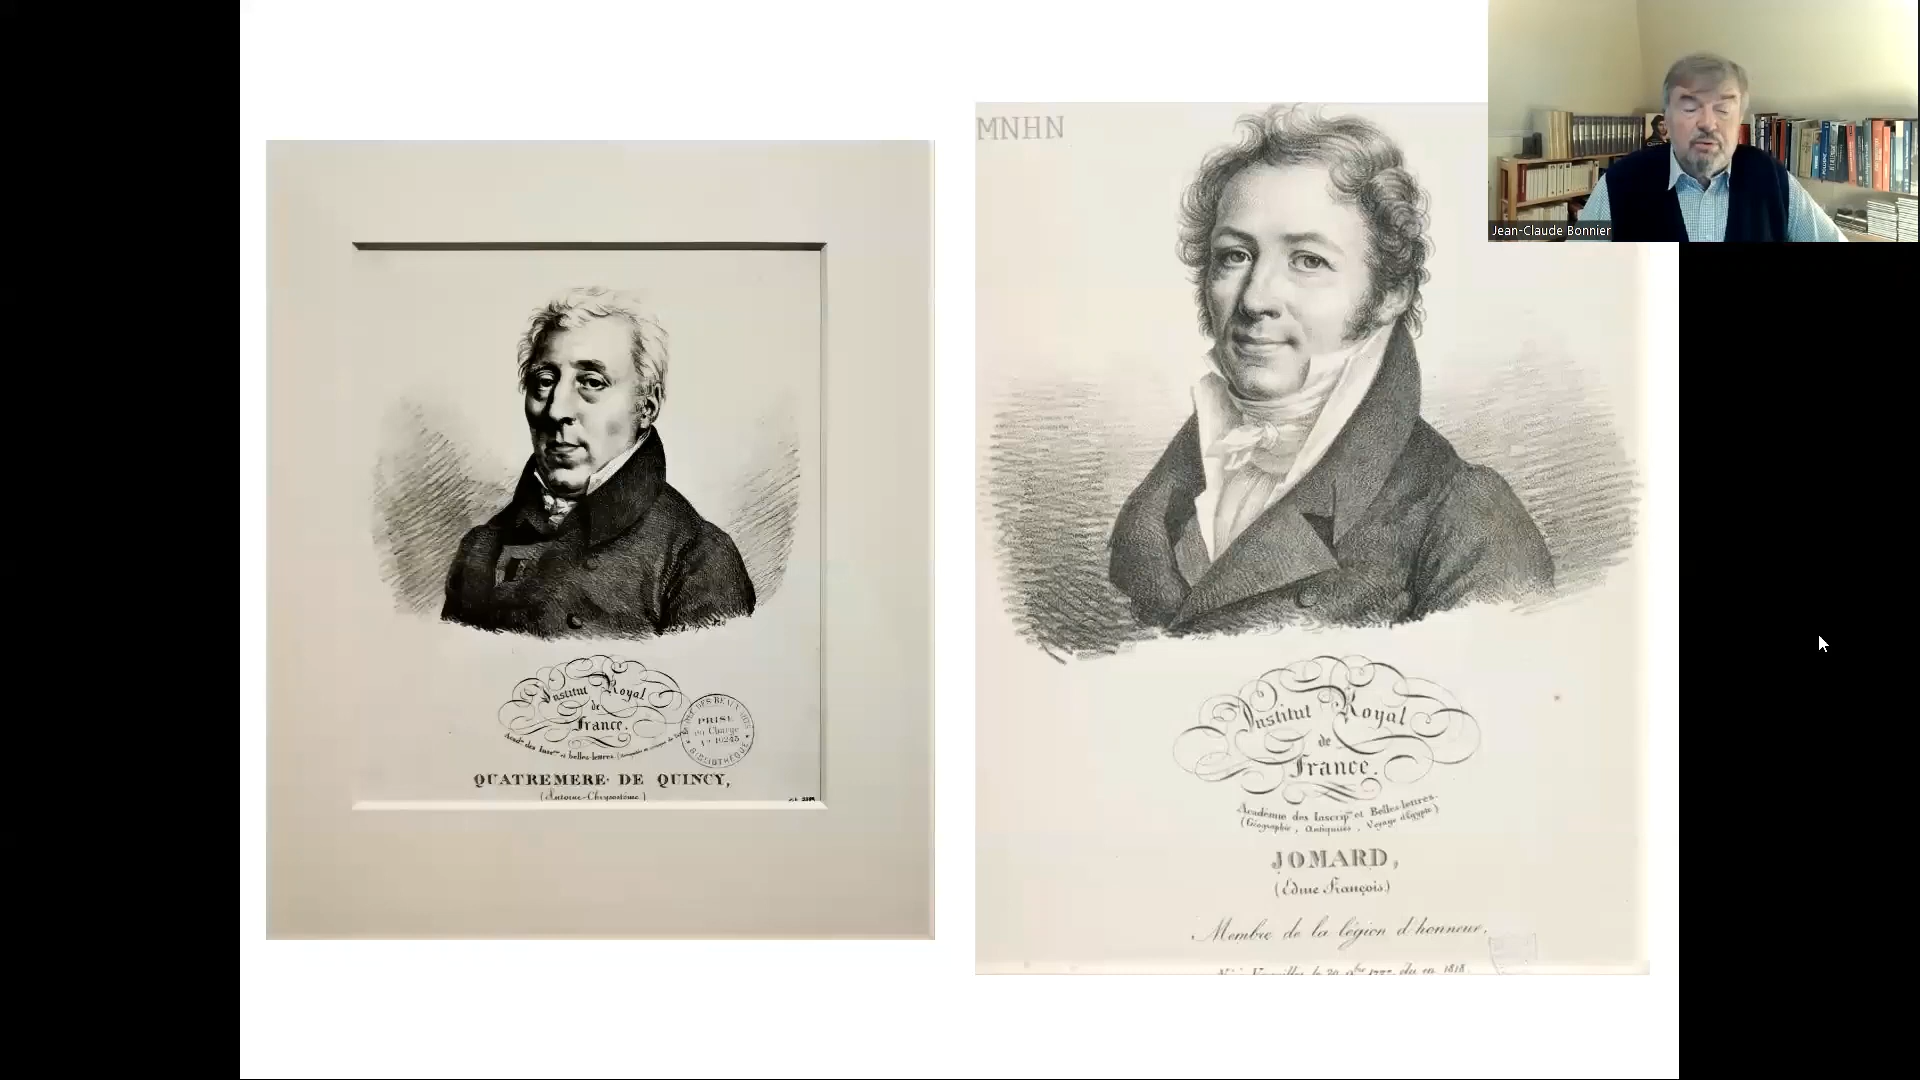 Institut Royal
de
France.
QUATREMERE DE QUINCY,
(Antoine-Chrysostôme)
PRISE
en Charge
BIBLIOTHÈQUE
MNHN
Institut Royal
de
France.
Académie des Inscrip.ns et Belles-lettres.
(Géographie, Antiquités, Voyage d'Égypte)
JOMARD,
(Edme François.)
Membre de la légion d'honneur,
Jean-Claude Bonnier